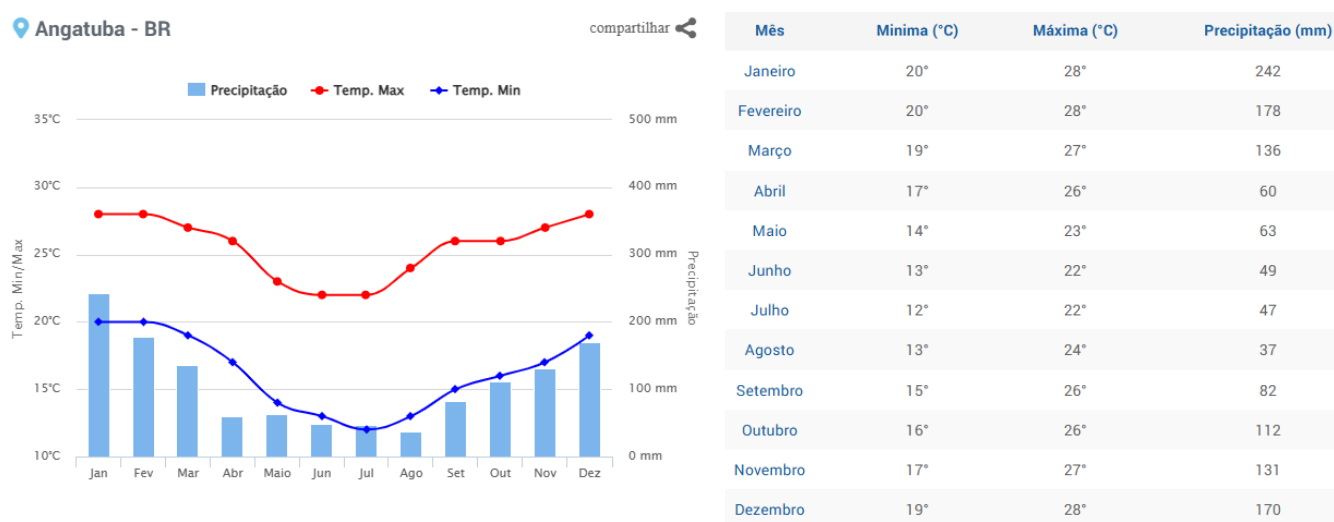 Angatuba - BR
compartilhar
Precipitação Temp. Max Temp. Min
35°C 500 mm
30°C 400 mm
25°C 300 mm
20°C 200 mm
15°C 100 mm
10°C 0 mm
Temp. Min/Max
Precipitação
Jan Fev Mar Abr Maio Jun Jul Ago Set Out Nov Dez
Mês Minima (°C) Máxima (°C) Precipitação (mm)
Janeiro 20° 28° 242
Fevereiro 20° 28° 178
Março 19° 27° 136
Abril 17° 26° 60
Maio 14° 23° 63
Junho 13° 22° 49
Julho 12° 22° 47
Agosto 13° 24° 37
Setembro 15° 26° 82
Outubro 16° 26° 112
Novembro 17° 27° 131
Dezembro 19° 28° 170